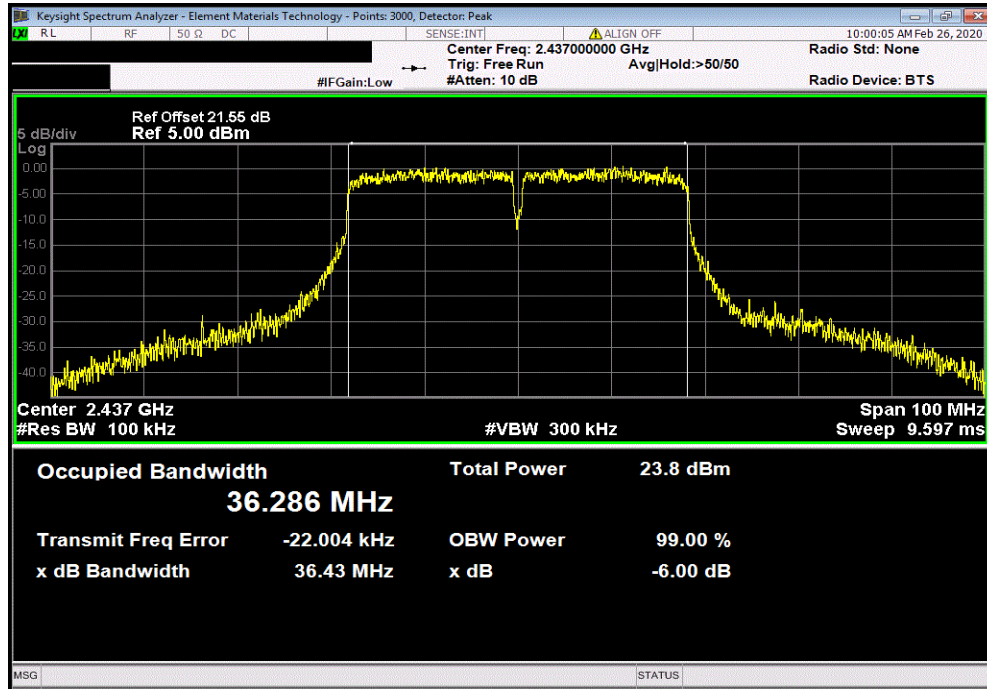 Keysight Spectrum Analyzer - Element Materials Technology - Points: 3000, Detector: Peak
LXI RL RF 50 Ω DC SENSE:INT ALIGN OFF 10:00:05 AM Feb 26, 2020
Center Freq: 2.437000000 GHz Radio Std: None
Trig: Free Run Avg|Hold:>50/50
#IFGain:Low #Atten: 10 dB Radio Device: BTS
Ref Offset 21.55 dB
5 dB/div Ref 5.00 dBm
Log
0.00
-5.00
-10.0
-15.0
-20.0
-25.0
-30.0
-35.0
-40.0
Center 2.437 GHz Span 100 MHz
#Res BW 100 kHz #VBW 300 kHz Sweep 9.597 ms
Occupied Bandwidth Total Power 23.8 dBm
36.286 MHz
Transmit Freq Error -22.004 kHz OBW Power 99.00 %
x dB Bandwidth 36.43 MHz x dB -6.00 dB
MSG STATUS